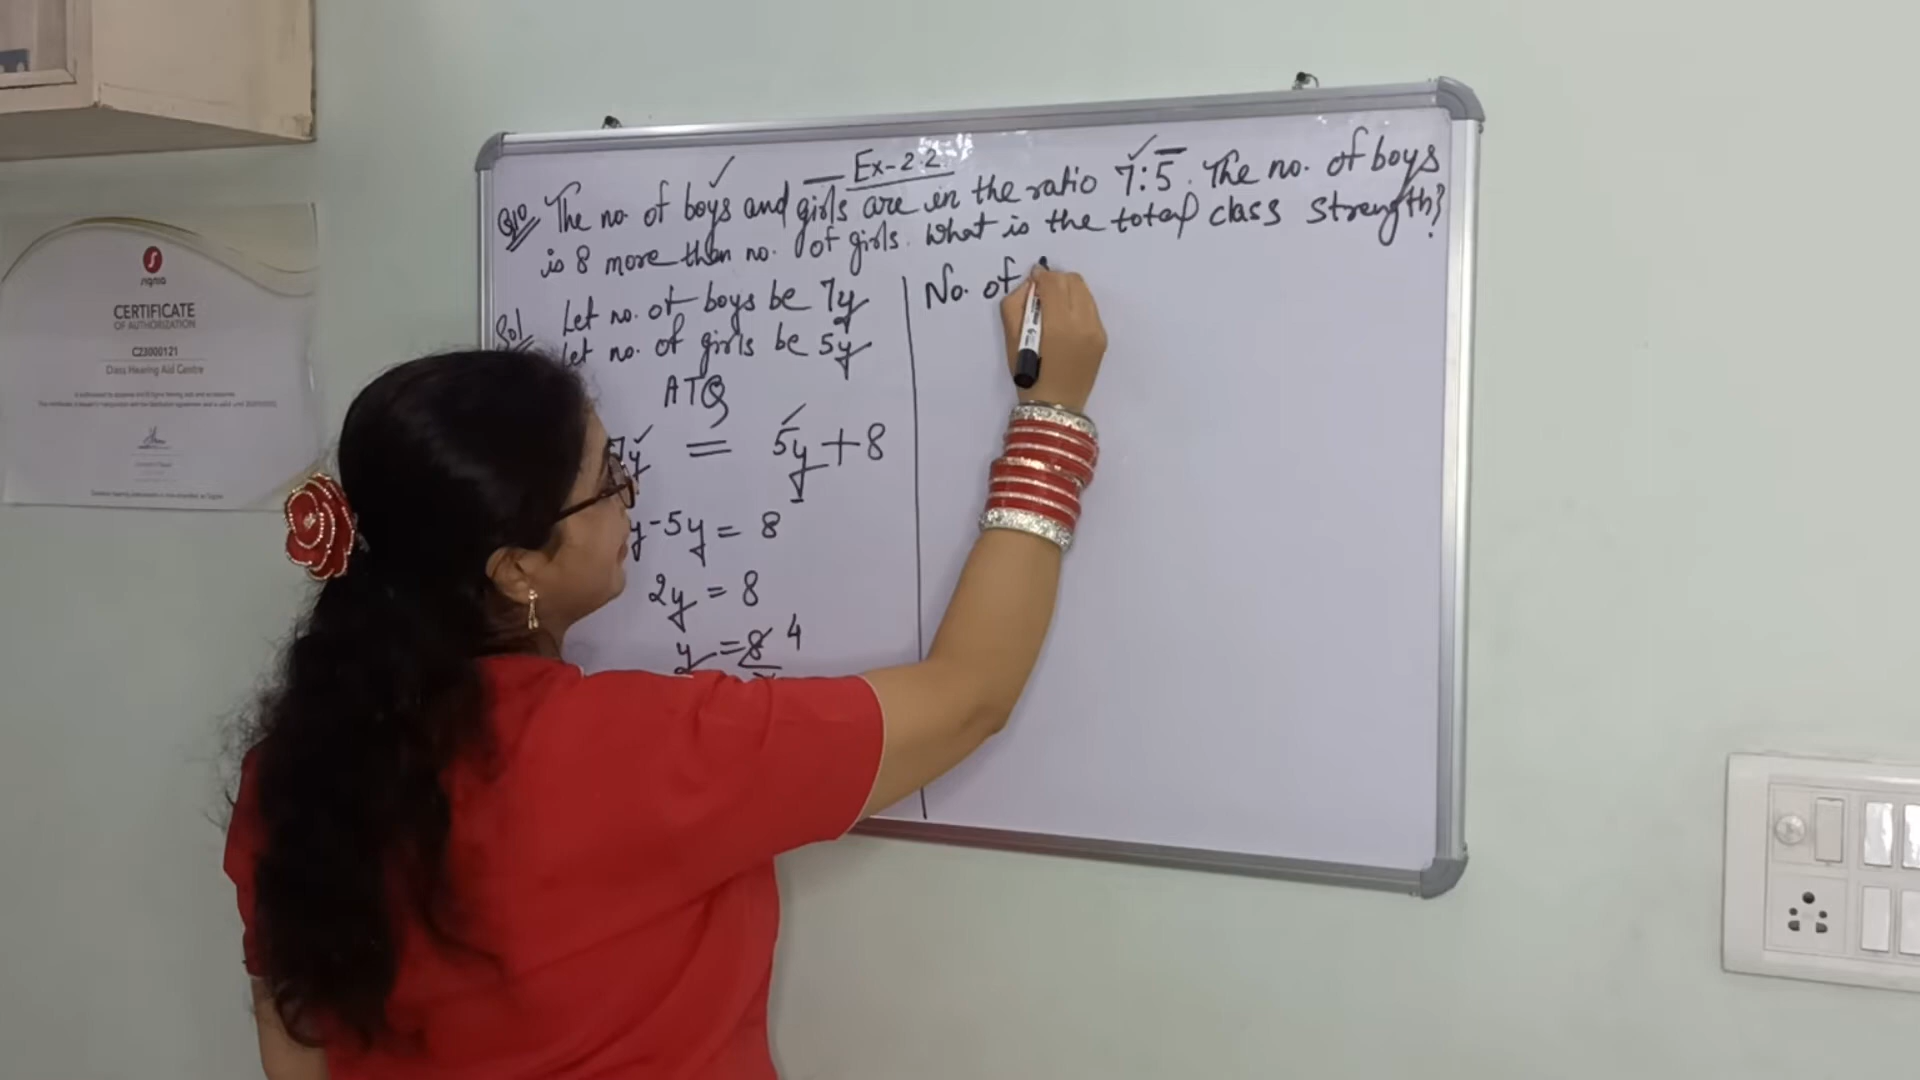 Ex-2.2
Q10 The no. of boys and girls are in the ratio 7:5. The no. of boys
is 8 more than no. of girls. What is the total class strength?
Sol Let no. of boys be 7y
Let no. of girls be 5y
ATQ
7y = 5y+8
y-5y = 8
2y = 8
y = 8 4
No. of
signia
CERTIFICATE
OF AUTHORIZATION
C23000121
Dass Hearing Aid Centre